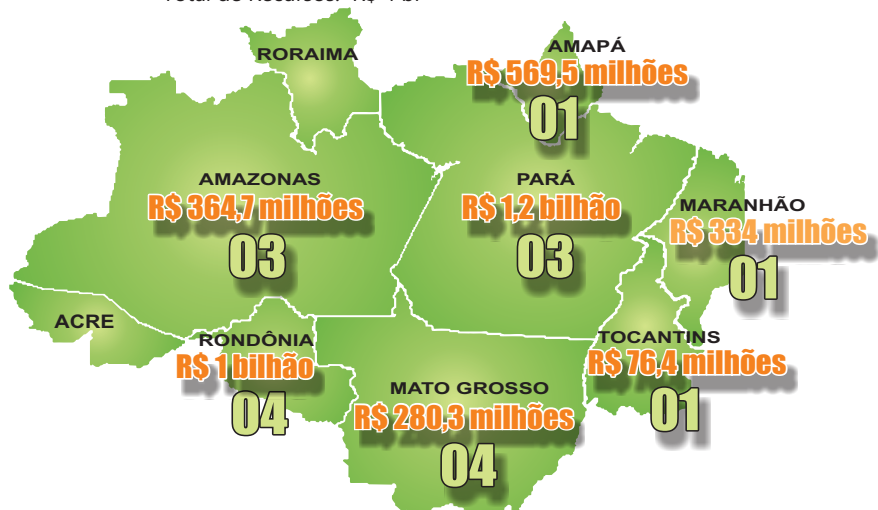 RORAIMA
AMAPÁ
R$ 569,5 milhões
01
AMAZONAS
R$ 364,7 milhões
03
PARÁ
R$ 1,2 bilhão
03
MARANHÃO
R$ 334 milhões
01
ACRE
RONDÔNIA
R$ 1 bilhão
04
MATO GROSSO
R$ 280,3 milhões
04
TOCANTINS
R$ 76,4 milhões
01